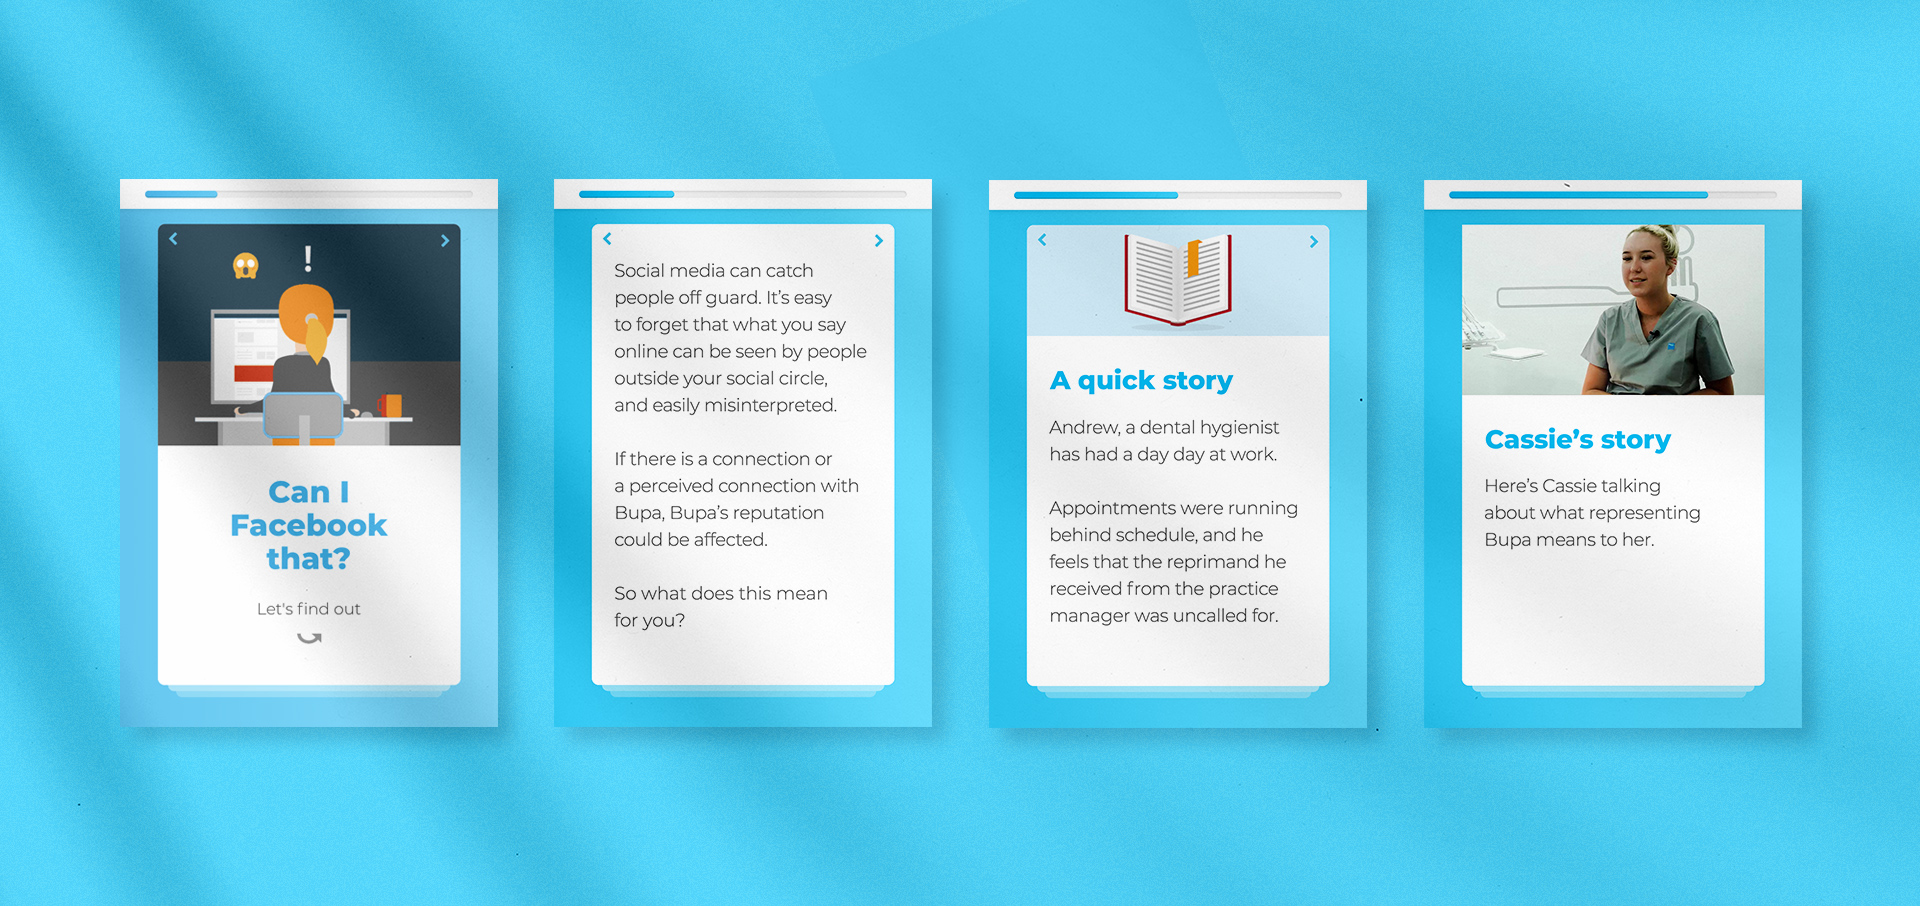 !
Can I
Facebook
that?
Let's find out
Social media can catch
people off guard. It’s easy
to forget that what you say
online can be seen by people
outside your social circle,
and easily misinterpreted.
If there is a connection or
a perceived connection with
Bupa, Bupa’s reputation
could be affected.
So what does this mean
for you?
A quick story
Andrew, a dental hygienist
has had a day day at work.
Appointments were running
behind schedule, and he
feels that the reprimand he
received from the practice
manager was uncalled for.
Cassie’s story
Here’s Cassie talking
about what representing
Bupa means to her.